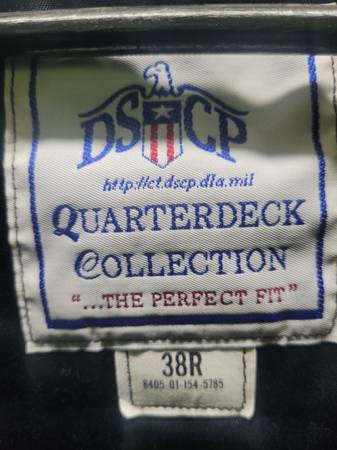 DSCP
http://ct.dscp.dla.mil
QUARTERDECK
COLLECTION
“...THE PERFECT FIT”
38R
8405 01-154-5785